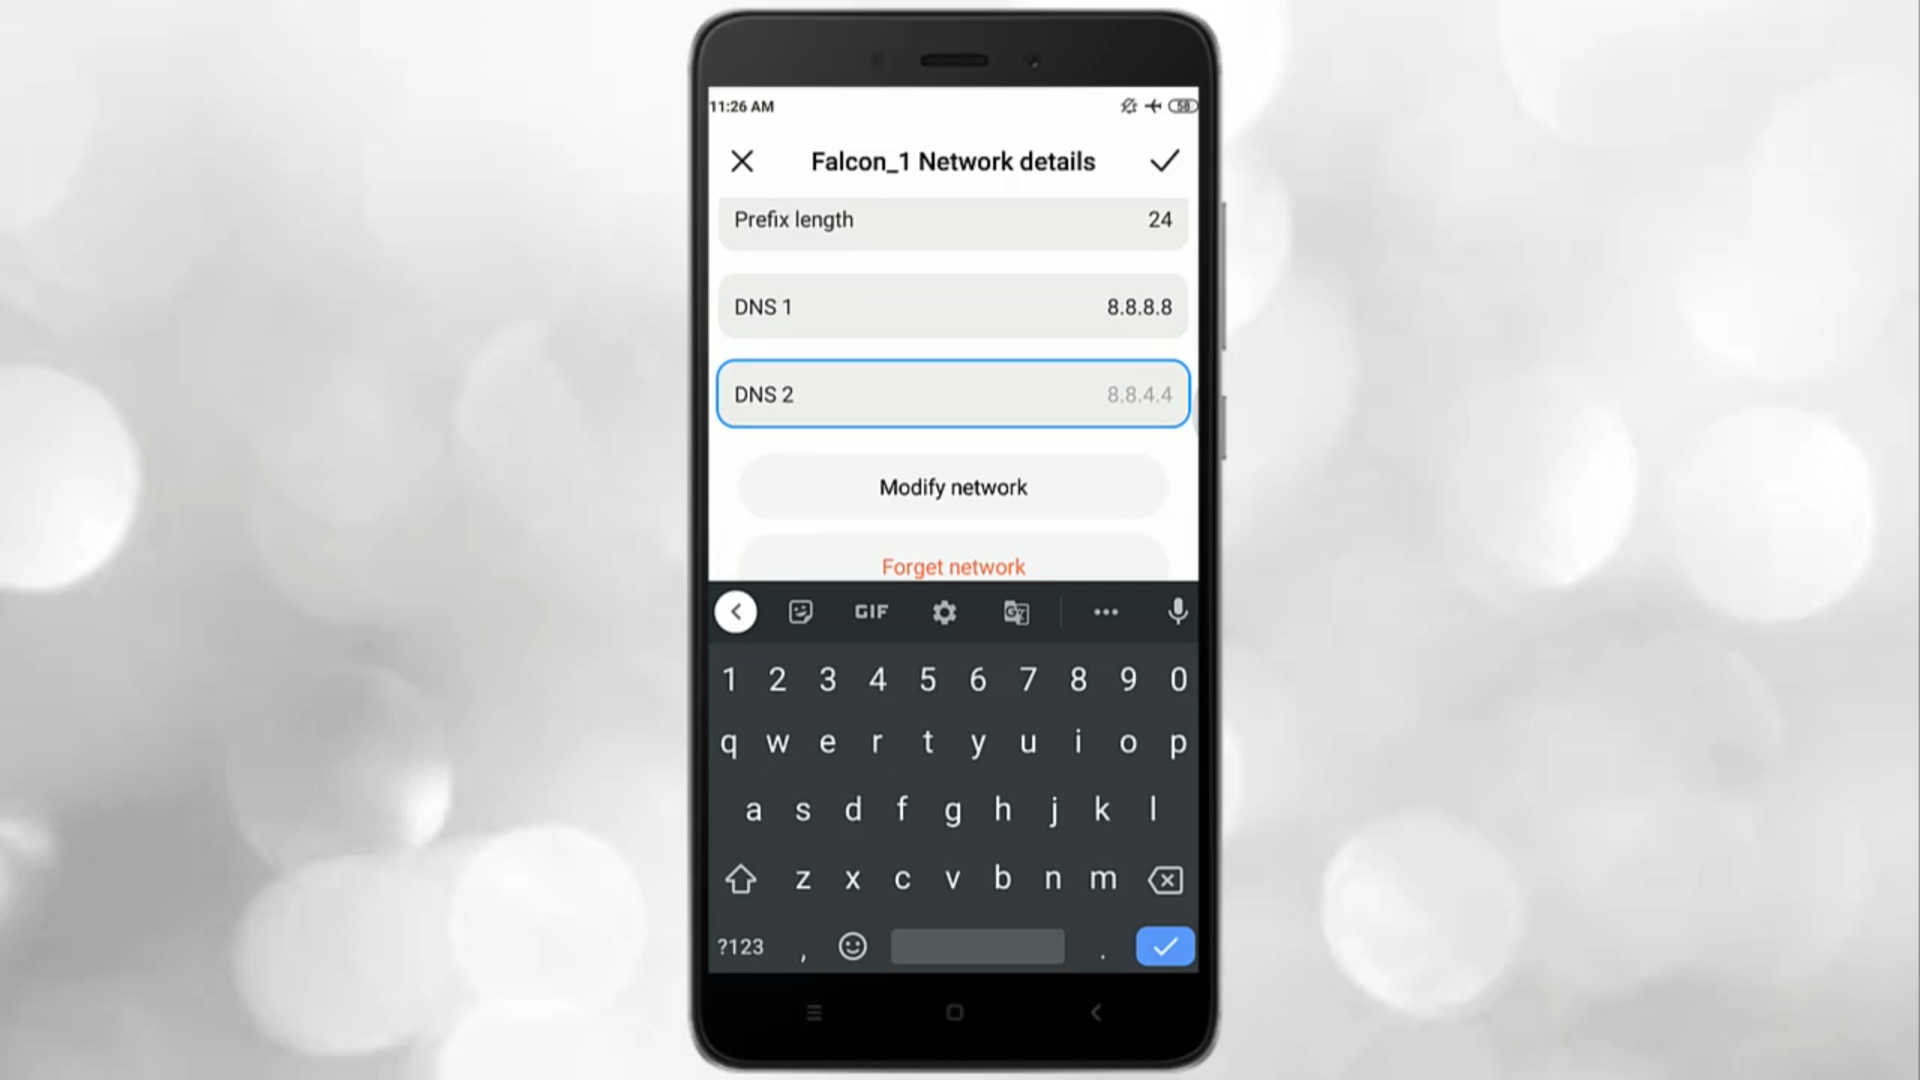 11:26 AM
58
Falcon_1 Network details
Prefix length 24
DNS 1 8.8.8.8
DNS 2 8.8.4.4
Modify network
Forget network
GIF
1 2 3 4 5 6 7 8 9 0
q w e r t y u i o p
a s d f g h j k l
z x c v b n m
?123 , .